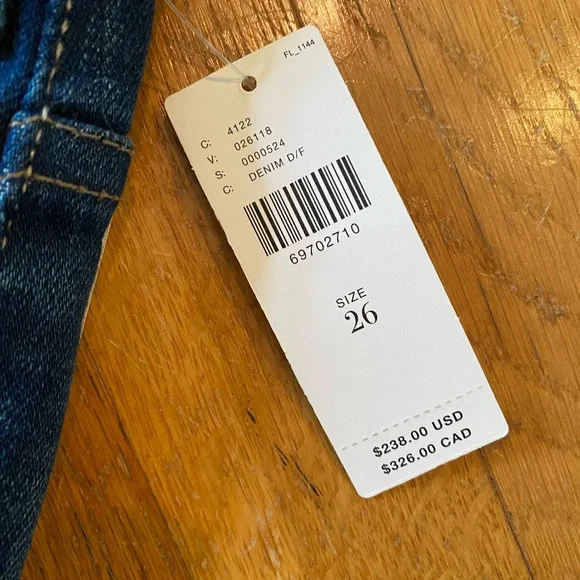 FL_1144
C: 4122
V: 026118
S: 0000524
C: DENIM D/F
69702710
SIZE
26
$238.00 USD
$326.00 CAD